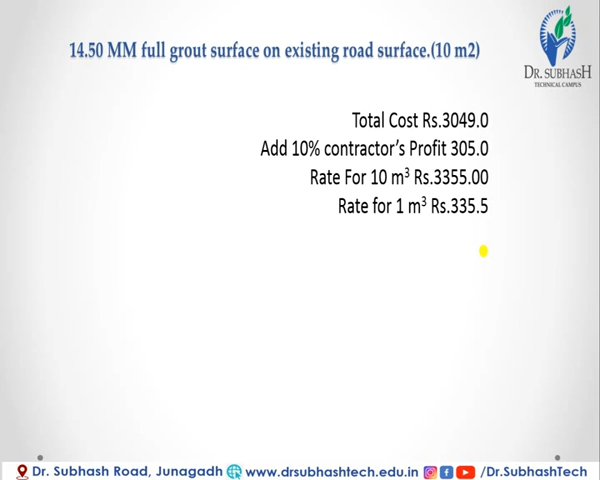 14.50 MM full grout surface on existing road surface.(10 m2)
DR. SUBHASH
TECHNICAL CAMPUS
Total Cost Rs.3049.0
Add 10% contractor’s Profit 305.0
Rate For 10 m³ Rs.3355.00
Rate for 1 m³ Rs.335.5
Dr. Subhash Road, Junagadh www.drsubhashtech.edu.in /Dr.SubhashTech